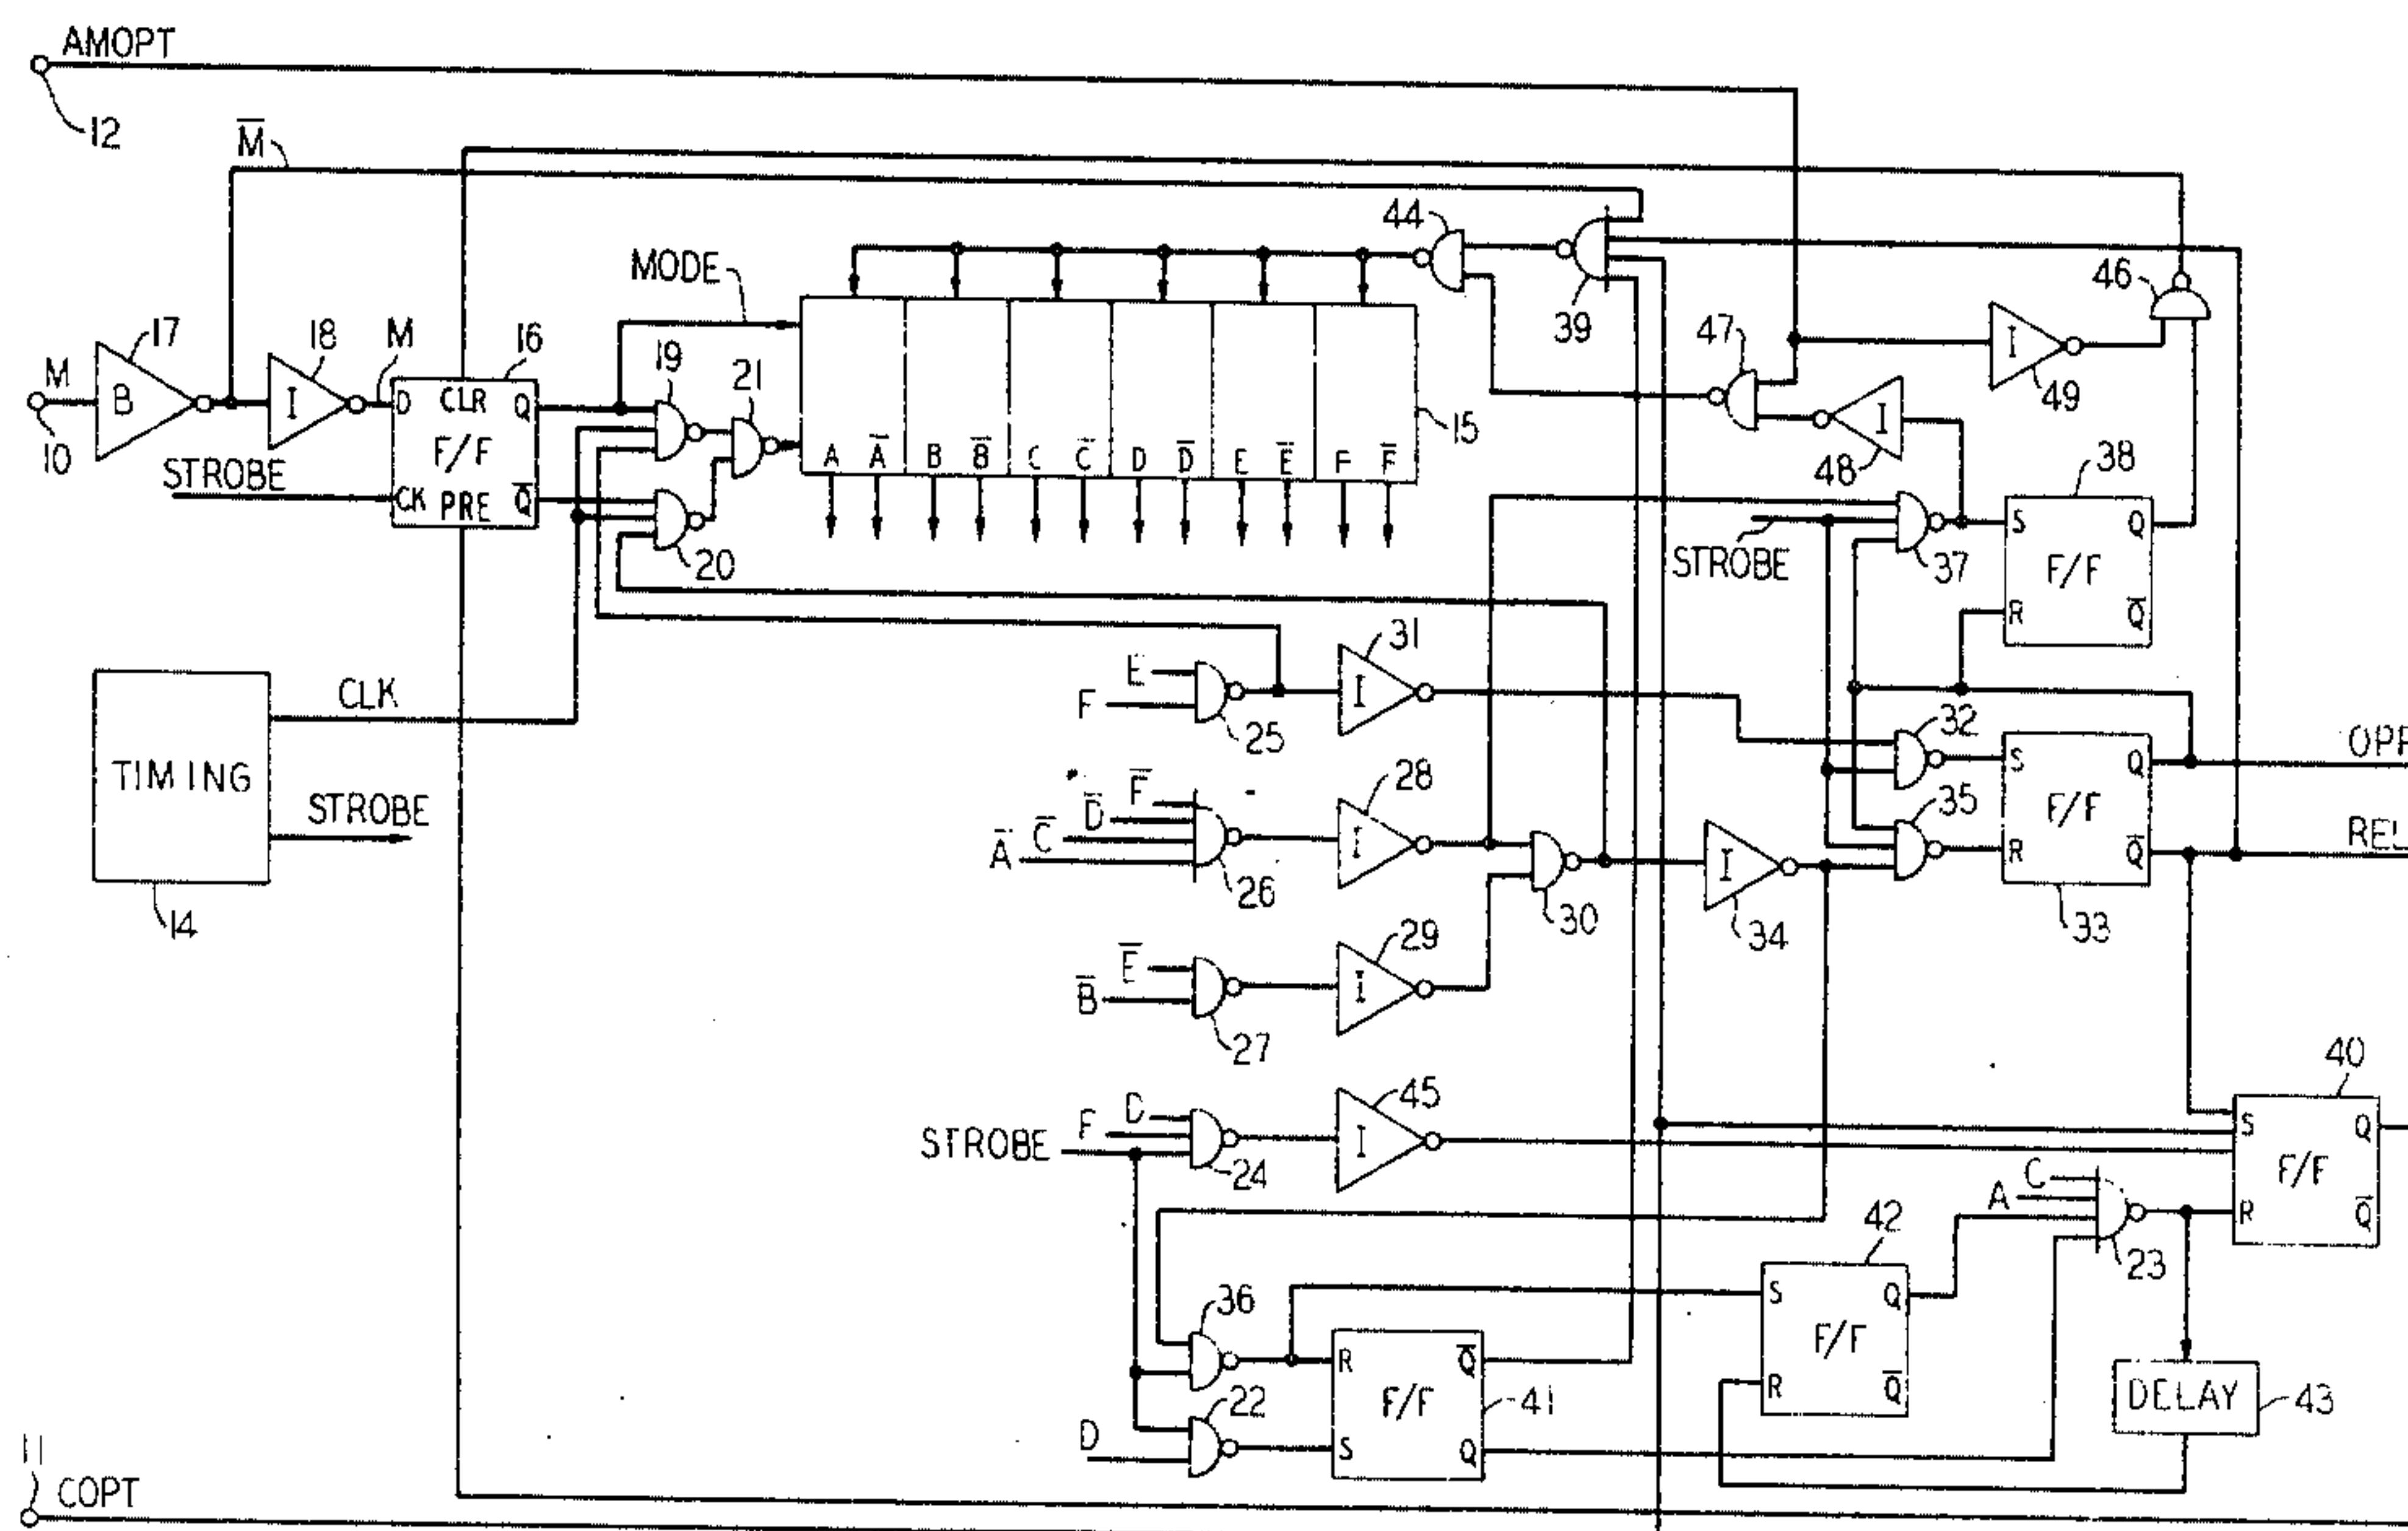 AMOPT
12
M̅
MODE
44
39
46
47
I
49
I
48
M
17
B
10
18
I
M
16
D CLR Q
F/F
CK PRE Q̅
STROBE
19
21
20
15
A A̅ B B̅ C C̅ D D̅ E E̅ F F̅
STROBE
37
38
S Q
F/F
R Q̅
TIMING
14
CLK
STROBE
E
F
25
31
I
32
33
S Q
F/F
R Q̅
35
OPR
REL
F̅
D̅
C̅
A̅
26
28
I
30
I
34
E̅
B̅
27
29
I
D
F
STROBE
24
45
I
40
S Q
F/F
R Q̅
C
A
23
42
S Q
F/F
R Q̅
36
22
D
R Q̅
F/F
S Q
41
DELAY
43
11
COPT